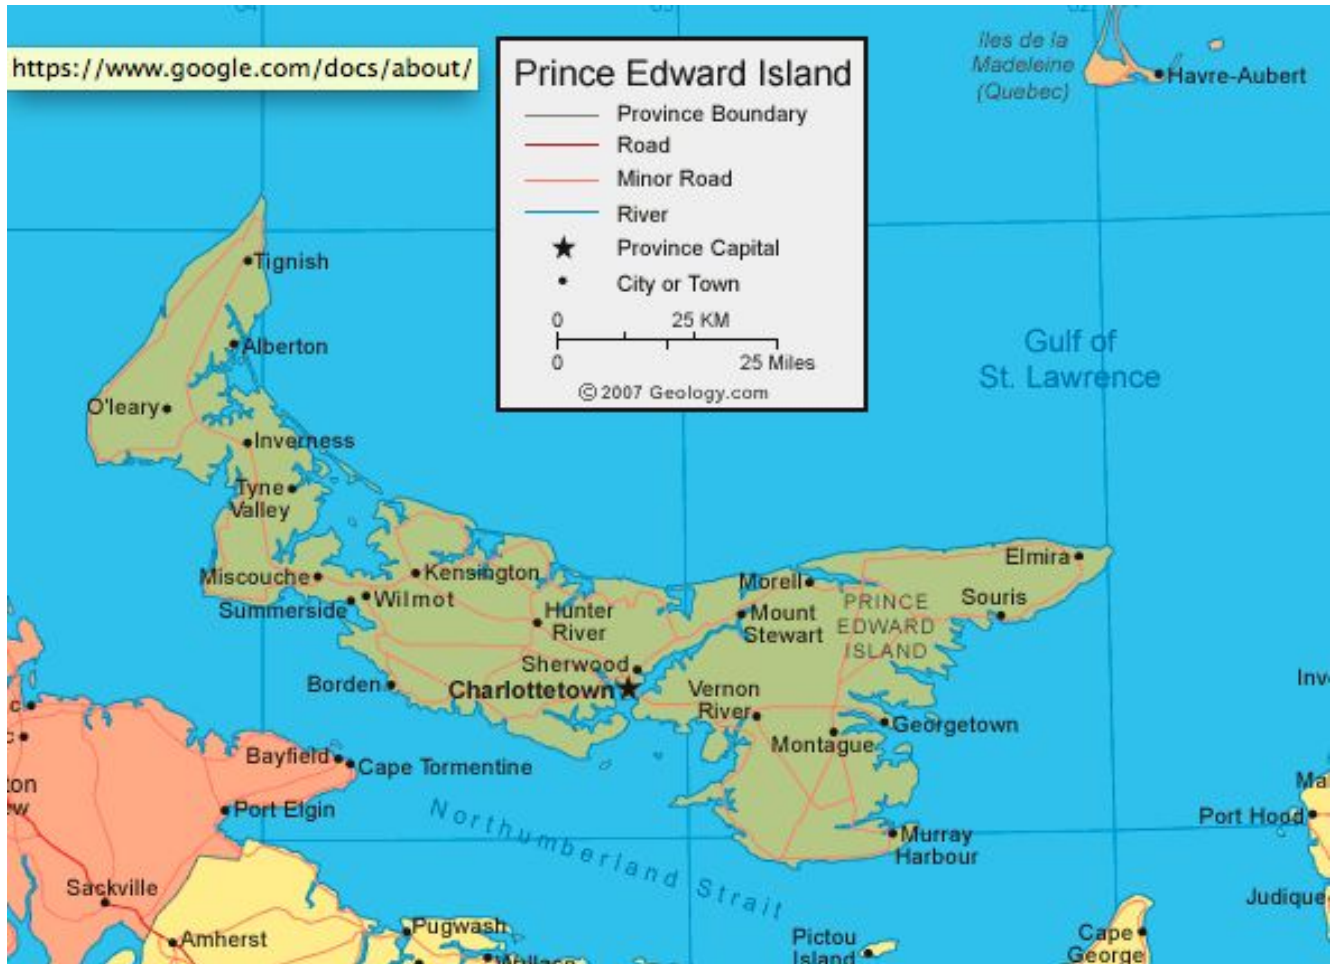 https://www.google.com/docs/about/
Prince Edward Island
Province Boundary
Road
Minor Road
River
Province Capital
City or Town
0 25 KM
0 25 Miles
©2007 Geology.com
Iles de la
Madeleine
(Quebec)
Havre-Aubert
Gulf of
St. Lawrence
Tignish
Alberton
O'leary
Inverness
Tyne
Valley
Miscouche
Summerside
Wilmot
Kensington
Hunter
River
Morell
Mount
Stewart
PRINCE
EDWARD
ISLAND
Elmira
Souris
Sherwood
Charlottetown
Borden
Vernon
River
Montague
Georgetown
Murray
Harbour
Bayfield
Cape Tormentine
Port Elgin
Northumberland Strait
Sackville
Amherst
Pugwash
Pictou
Island
Cape
George
Port Hood
Judique